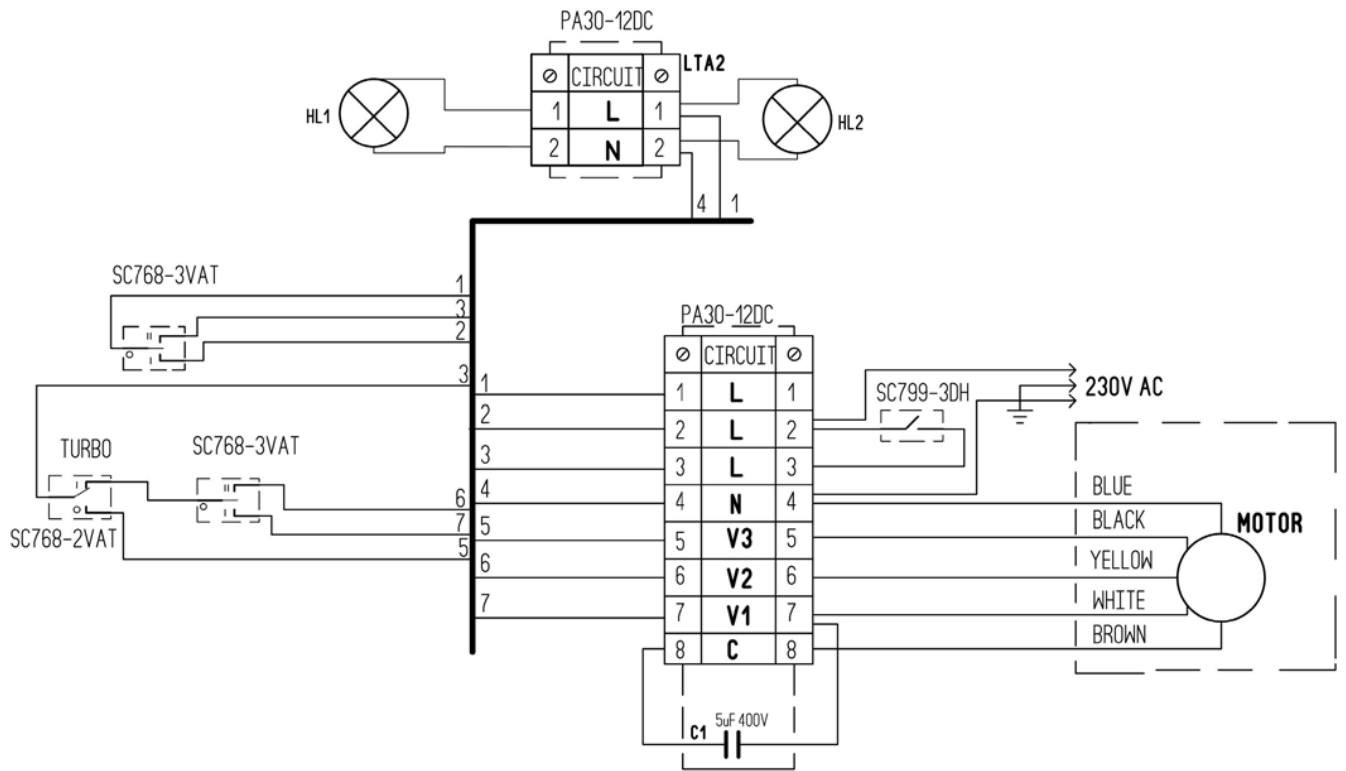 PA30-12DC
LTA2
CIRCUIT
HL1
1 L 1
HL2
2 N 2
4 1
SC768-3VAT
1
3
2
II
I
3
PA30-12DC
CIRCUIT
1
1 L 1
230V AC
SC799-3DH
2
2 L 2
TURBO
SC768-3VAT
3
3 L 3
BLUE
I
II
6
4
4 N 4
I
BLACK
MOTOR
SC768-2VAT
7
5
5 V3 5
5
YELLOW
6
6 V2 6
WHITE
7
7 V1 7
BROWN
8 C 8
C1
5uF 400V